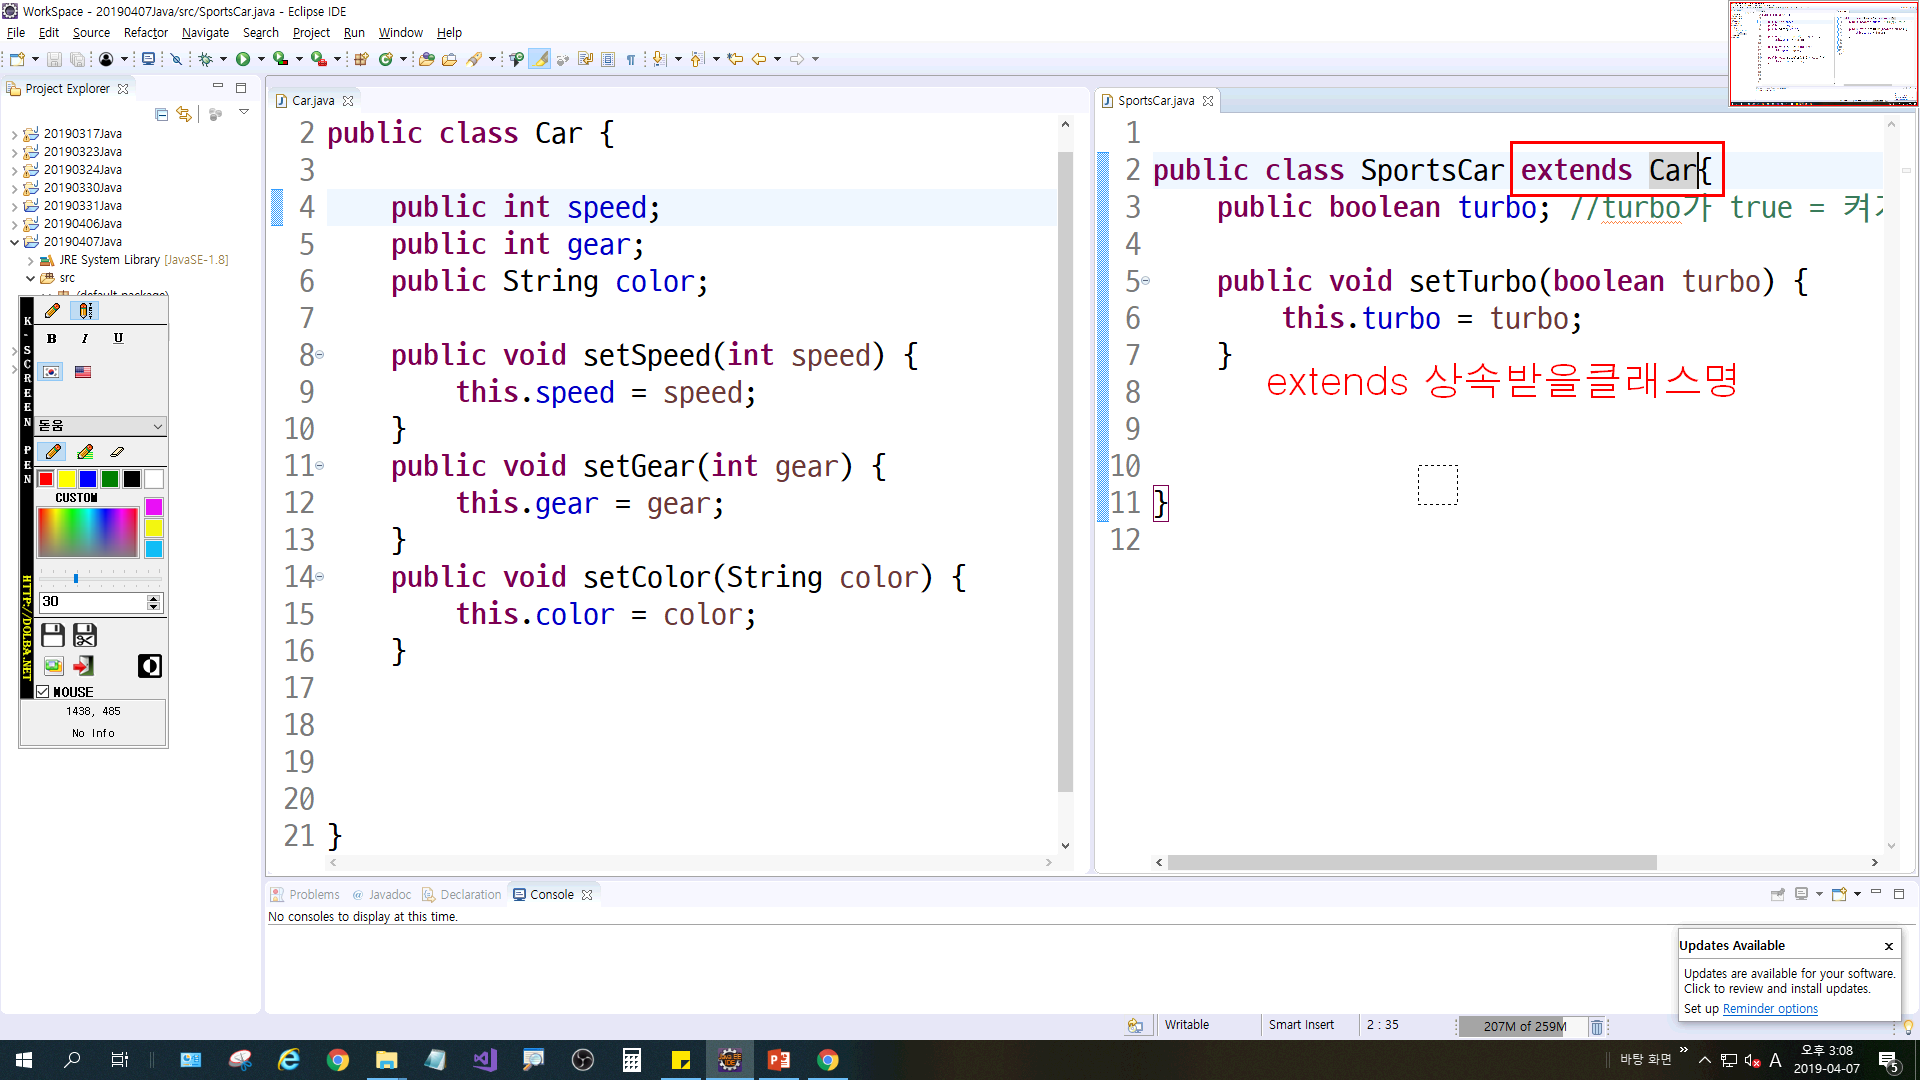 WorkSpace - 20190407Java/src/SportsCar.java - Eclipse IDE
File Edit Source Refactor Navigate Search Project Run Window Help
Project Explorer
20190317Java
20190323Java
20190324Java
20190330Java
20190331Java
20190406Java
20190407Java
JRE System Library [JavaSE-1.8]
src
(default package)
K-SCREEN PEN
HTTP://DOLBA.NET
B I U
돋움
CUSTOM
30
MOUSE
1438, 485
No Info
Car.java
2 public class Car {
3
4 public int speed;
5 public int gear;
6 public String color;
7
8 public void setSpeed(int speed) {
9 this.speed = speed;
10 }
11 public void setGear(int gear) {
12 this.gear = gear;
13 }
14 public void setColor(String color) {
15 this.color = color;
16 }
17
18
19
20
21 }
SportsCar.java
1
2 public class SportsCar extends Car{
3 public boolean turbo; //turbo가 true = 켜
4
5 public void setTurbo(boolean turbo) {
6 this.turbo = turbo;
7 }
extends 상속받을클래스명
8
9
10
11 }
12
Problems @ Javadoc Declaration Console
No consoles to display at this time.
Updates Available
Updates are available for your software.
Click to review and install updates.
Set up Reminder options
Writable Smart Insert 2 : 35 207M of 259M
바탕 화면 A 오후 3:08
2019-04-07
5